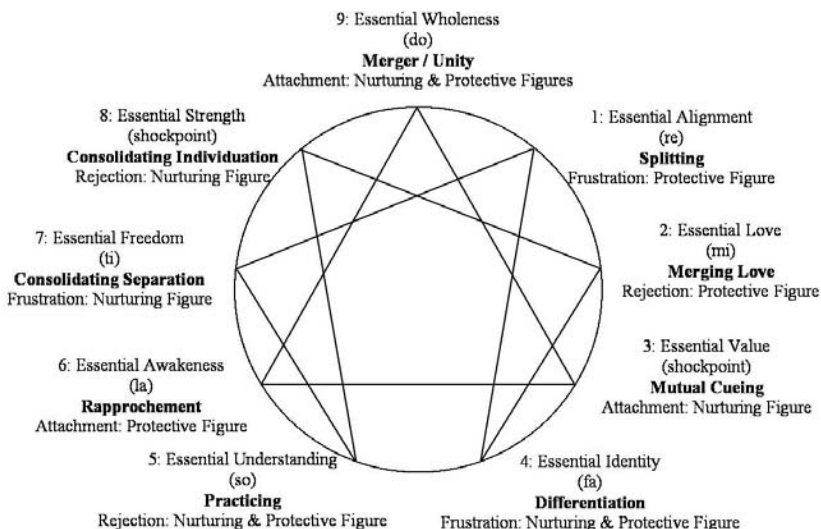 9: Essential Wholeness
(do)
Merger / Unity
Attachment: Nurturing & Protective Figures
8: Essential Strength
(shockpoint)
Consolidating Individuation
Rejection: Nurturing Figure
1: Essential Alignment
(re)
Splitting
Frustration: Protective Figure
7: Essential Freedom
(ti)
Consolidating Separation
Frustration: Nurturing Figure
2: Essential Love
(mi)
Merging Love
Rejection: Protective Figure
6: Essential Awakeness
(la)
Rapprochement
Attachment: Protective Figure
3: Essential Value
(shockpoint)
Mutual Cueing
Attachment: Nurturing Figure
5: Essential Understanding
(so)
Practicing
Rejection: Nurturing & Protective Figure
4: Essential Identity
(fa)
Differentiation
Frustration: Nurturing & Protective Figure